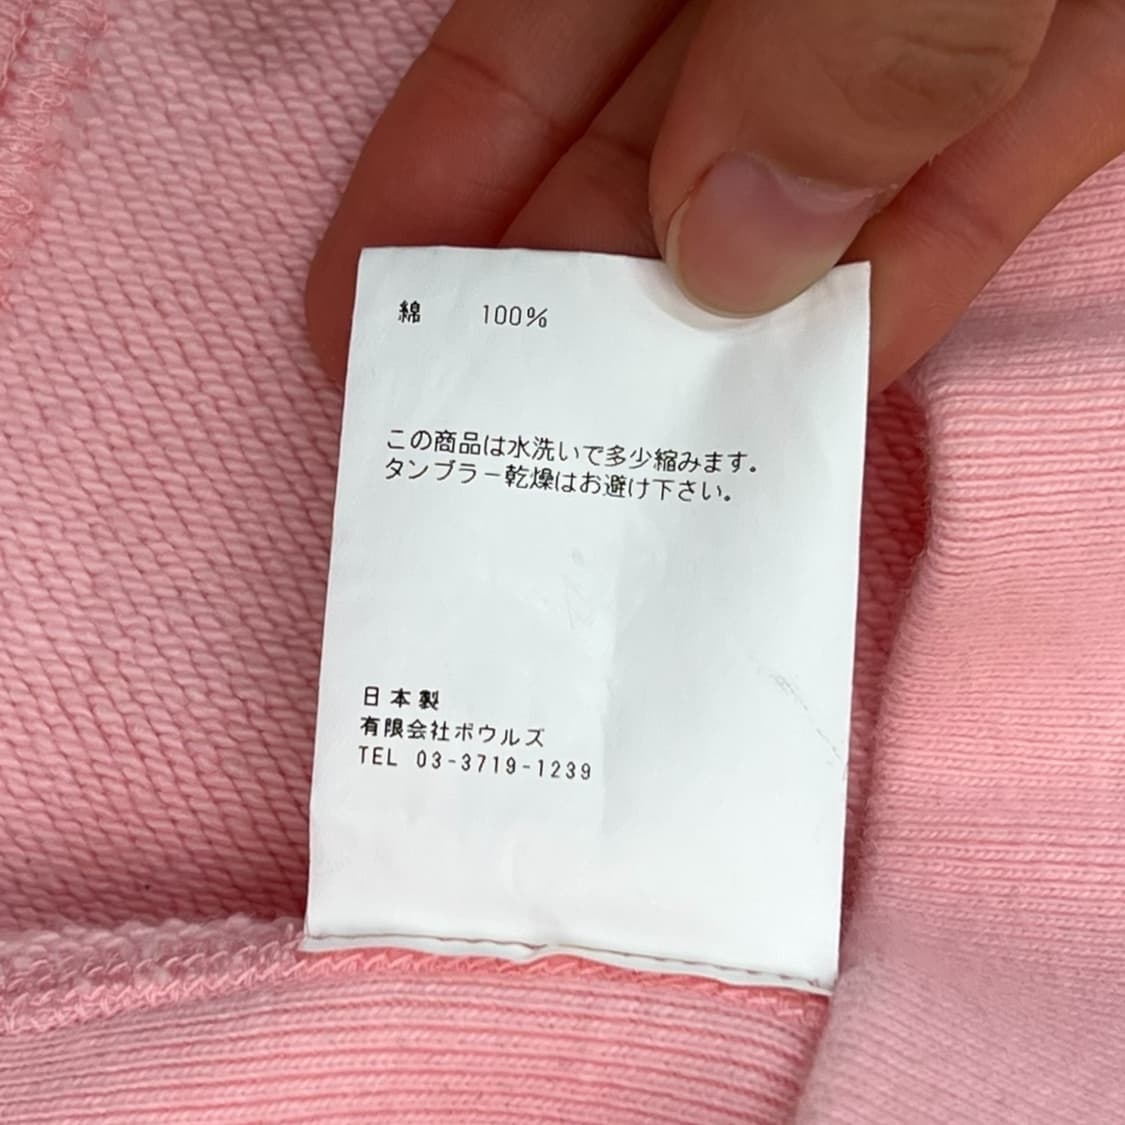 綿 100%
この商品は水洗いで多少縮みます。
タンブラー乾燥はお避け下さい。
日本製
有限会社ボウルズ
TEL 03-3719-1239